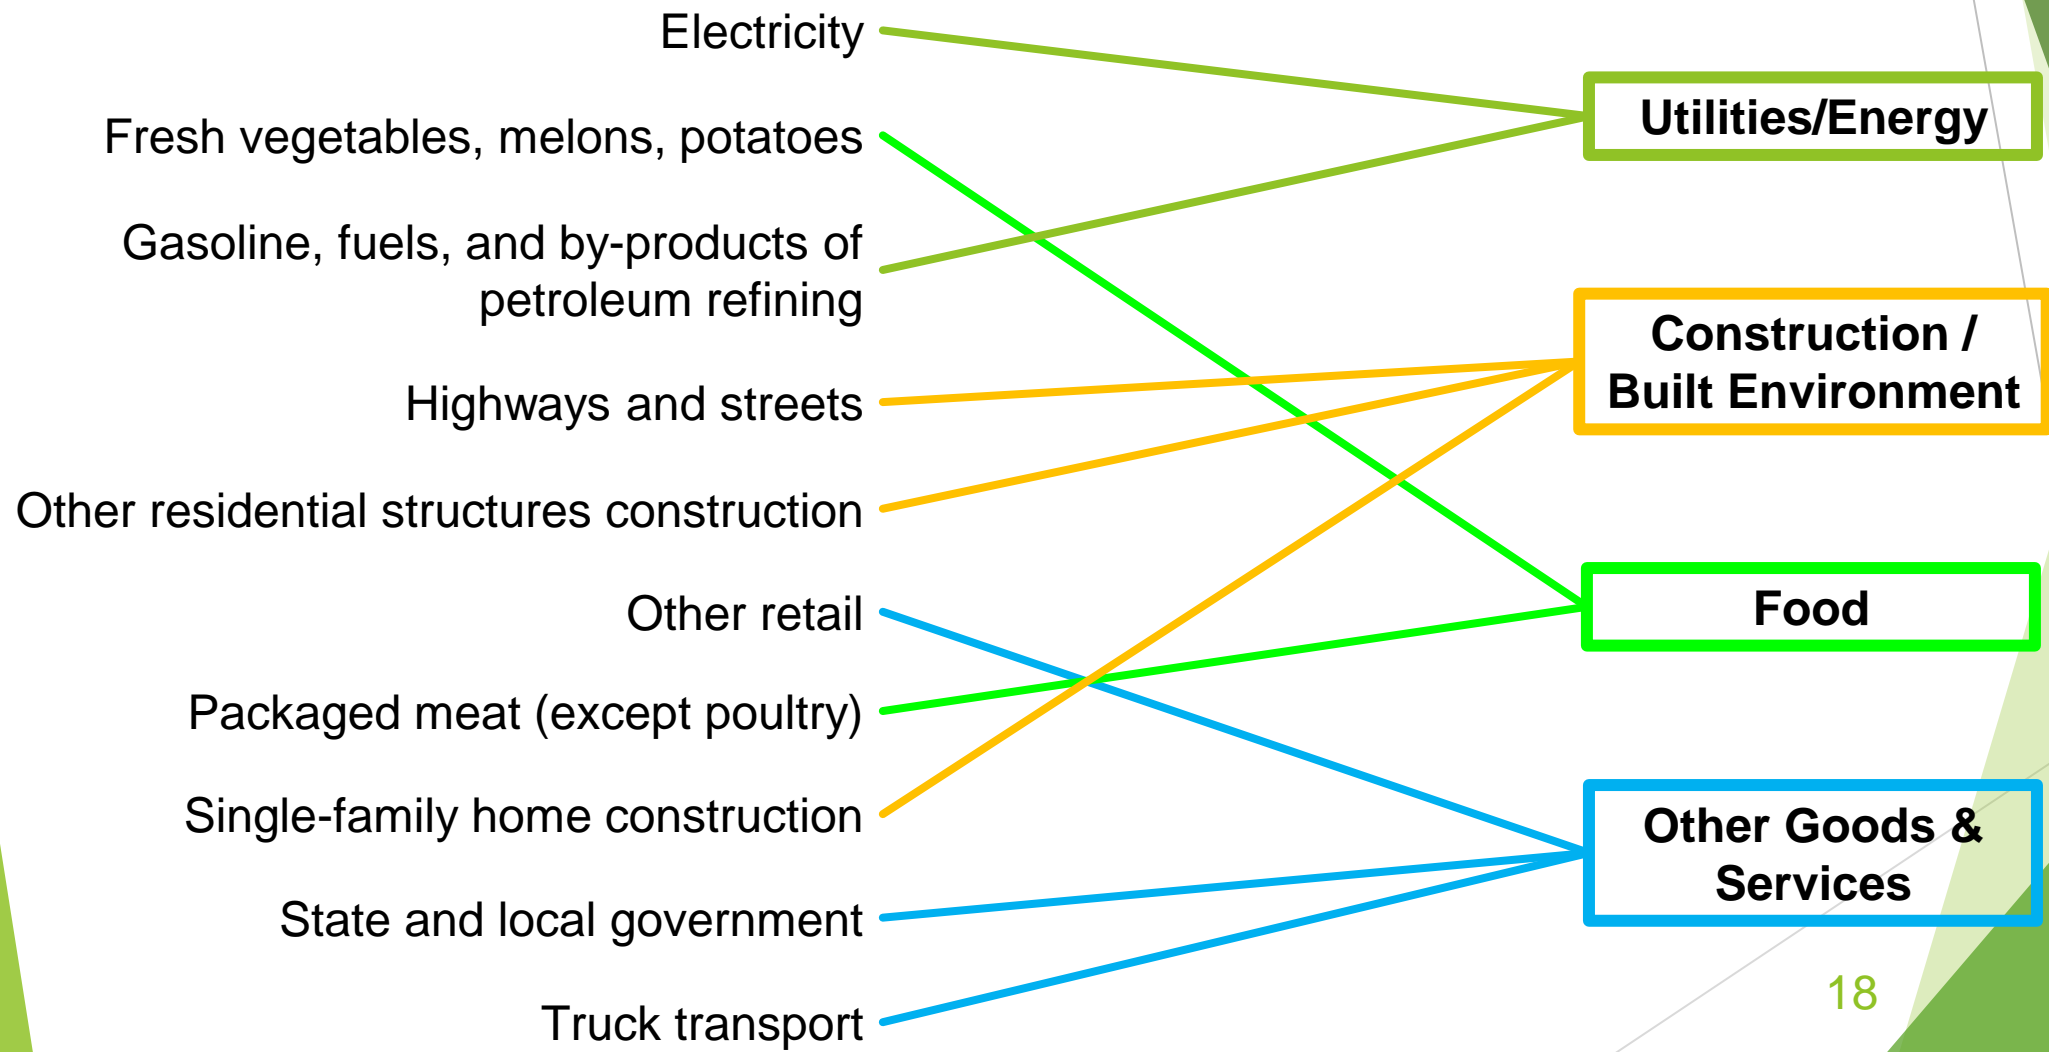 Electricity
Fresh vegetables, melons, potatoes
Gasoline, fuels, and by-products of
petroleum refining
Highways and streets
Other residential structures construction
Other retail
Packaged meat (except poultry)
Single-family home construction
State and local government
Truck transport
Utilities/Energy
Construction /
Built Environment
Food
Other Goods &
Services
18